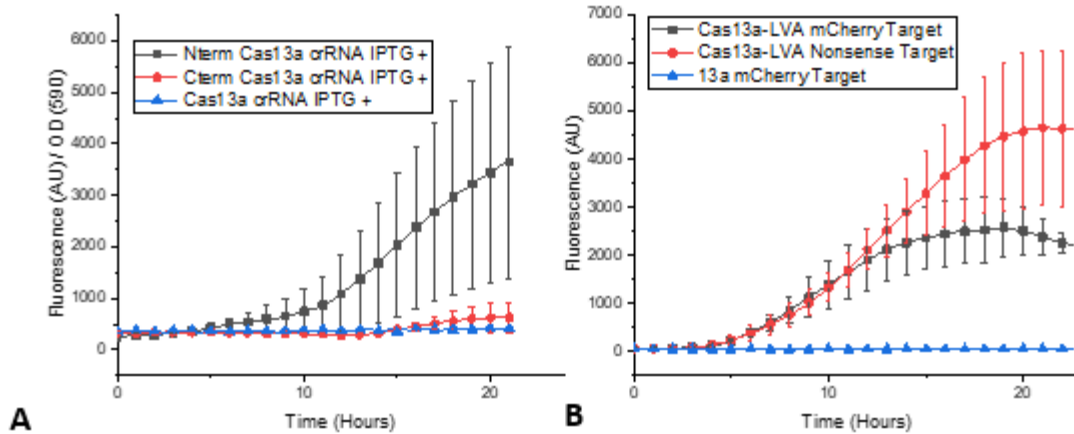 6000
5000
4000
3000
2000
1000
0
Fluorescence (AU) / OD (590)
Nterm Cas13a crRNA IPTG +
Cterm Cas13a crRNA IPTG +
Cas13a crRNA IPTG +
0
10
20
Time (Hours)
A
7000
6000
5000
4000
3000
2000
1000
0
Fluorescence (AU)
Cas13a-LVA mCherry Target
Cas13a-LVA Nonsense Target
13a mCherry Target
0
10
20
Time (Hours)
B